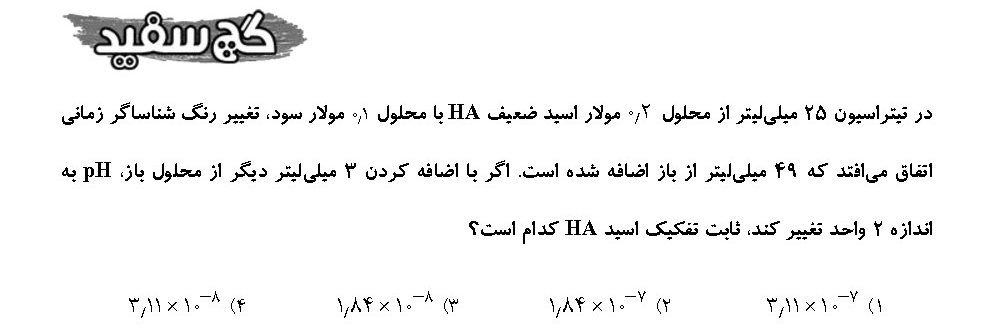 گچ سفید
در تیتراسیون ۲۵ میلی‌لیتر از محلول ۰٫۲ مولار اسید ضعیف HA با محلول ۰٫۱ مولار سود، تغییر رنگ شناساگر زمانی
اتفاق می‌افتد که ۴۹ میلی‌لیتر از باز اضافه شده است. اگر با اضافه کردن ۳ میلی‌لیتر دیگر از محلول باز، pH به
اندازه ۲ واحد تغییر کند، ثابت تفکیک اسید HA کدام است؟
۱) ۳٫۱۱ × ۱۰⁻۷ ۲) ۱٫۸۴ × ۱۰⁻۷ ۳) ۱٫۸۴ × ۱۰⁻۸ ۴) ۳٫۱۱ × ۱۰⁻۸